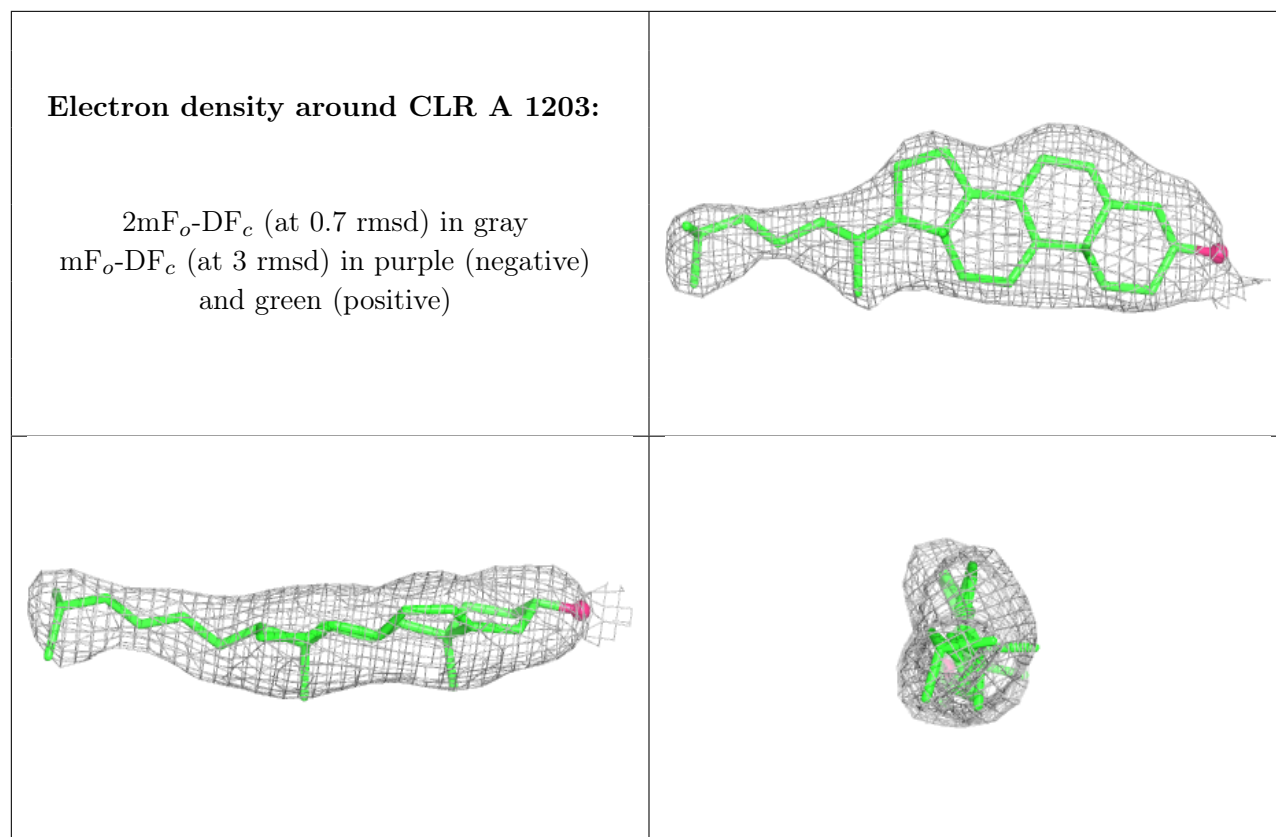 Electron density around CLR A 1203:
2mFo-DFc (at 0.7 rmsd) in gray
mFo-DFc (at 3 rmsd) in purple (negative)
and green (positive)